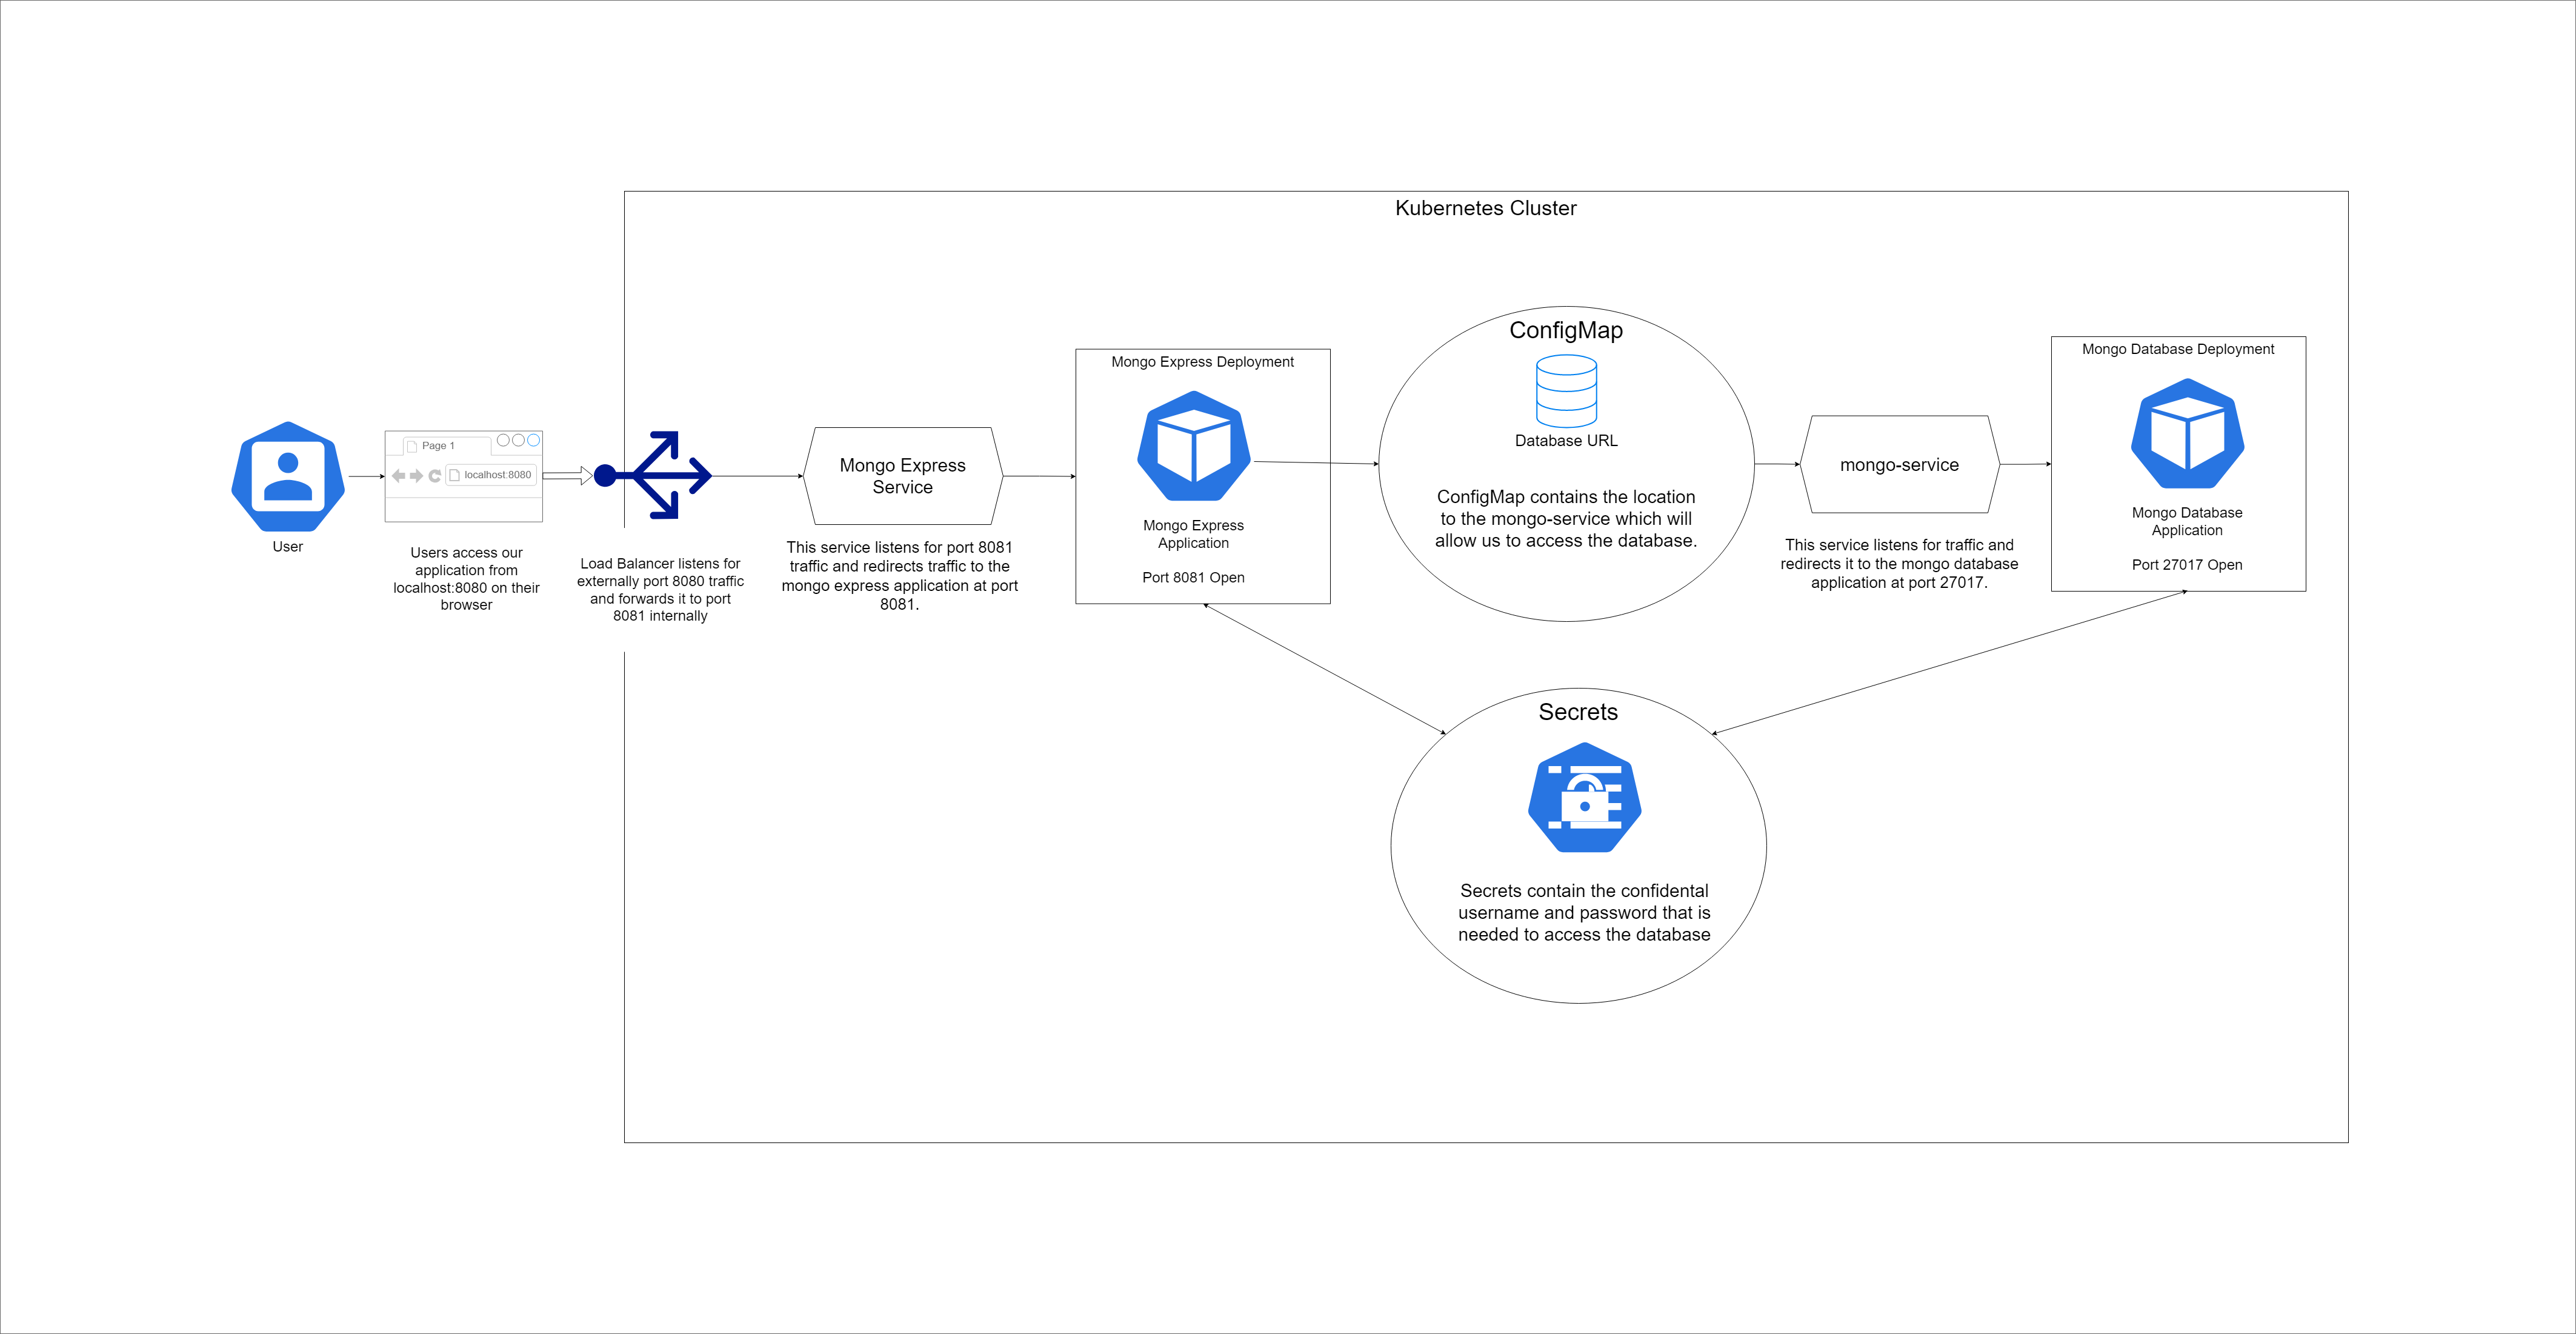 Kubernetes Cluster
User
Page 1
localhost:8080
Users access our
application from
localhost:8080 on their
browser
Load Balancer listens for
externally port 8080 traffic
and forwards it to port
8081 internally
Mongo Express
Service
This service listens for port 8081
traffic and redirects traffic to the
mongo express application at port
8081.
Mongo Express Deployment
Mongo Express
Application
Port 8081 Open
ConfigMap
Database URL
ConfigMap contains the location
to the mongo-service which will
allow us to access the database.
mongo-service
This service listens for traffic and
redirects it to the mongo database
application at port 27017.
Mongo Database Deployment
Mongo Database
Application
Port 27017 Open
Secrets
Secrets contain the confidental
username and password that is
needed to access the database